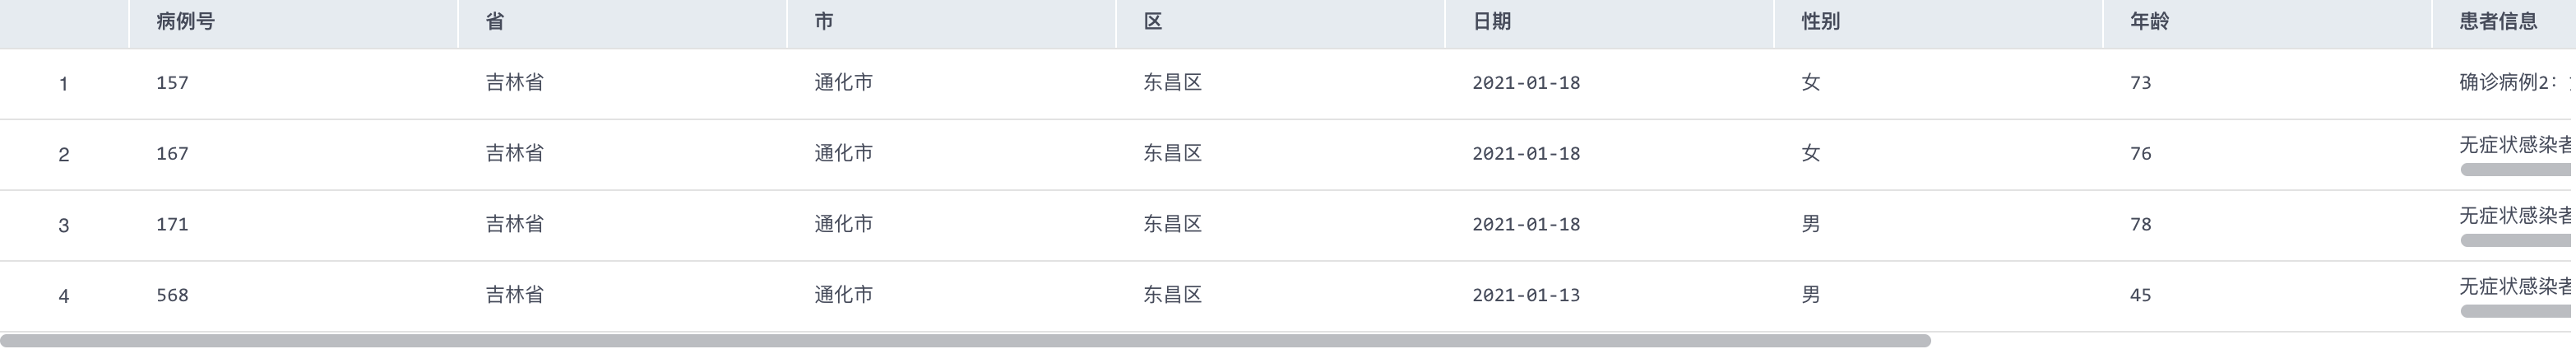 病例号 省 市 区 日期 性别 年龄 患者信息
1 157 吉林省 通化市 东昌区 2021-01-18 女 73 确诊病例2：
2 167 吉林省 通化市 东昌区 2021-01-18 女 76 无症状感染者
3 171 吉林省 通化市 东昌区 2021-01-18 男 78 无症状感染者
4 568 吉林省 通化市 东昌区 2021-01-13 男 45 无症状感染者